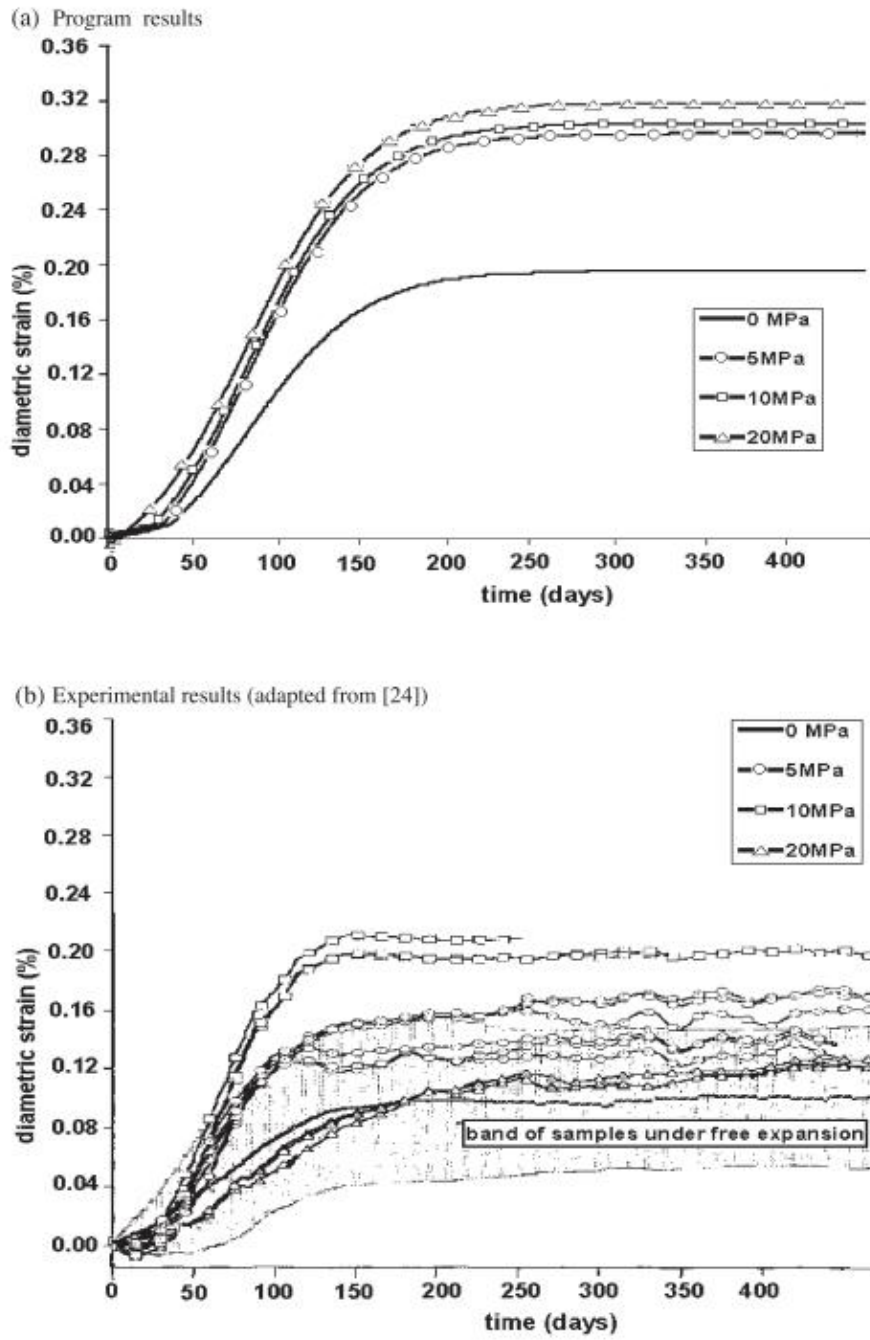 (a) Program results
0.36
0.32
0.28
0.24
0.20
0.16
0.12
0.08
0.04
0.00
diametric strain (%)
0 MPa
5MPa
10MPa
20MPa
0 50 100 150 200 250 300 350 400
time (days)
(b) Experimental results (adapted from [24])
0.36
0.32
0.28
0.24
0.20
0.16
0.12
0.08
0.04
0.00
diametric strain (%)
0 MPa
5MPa
10MPa
20MPa
band of samples under free expansion
0 50 100 150 200 250 300 350 400
time (days)